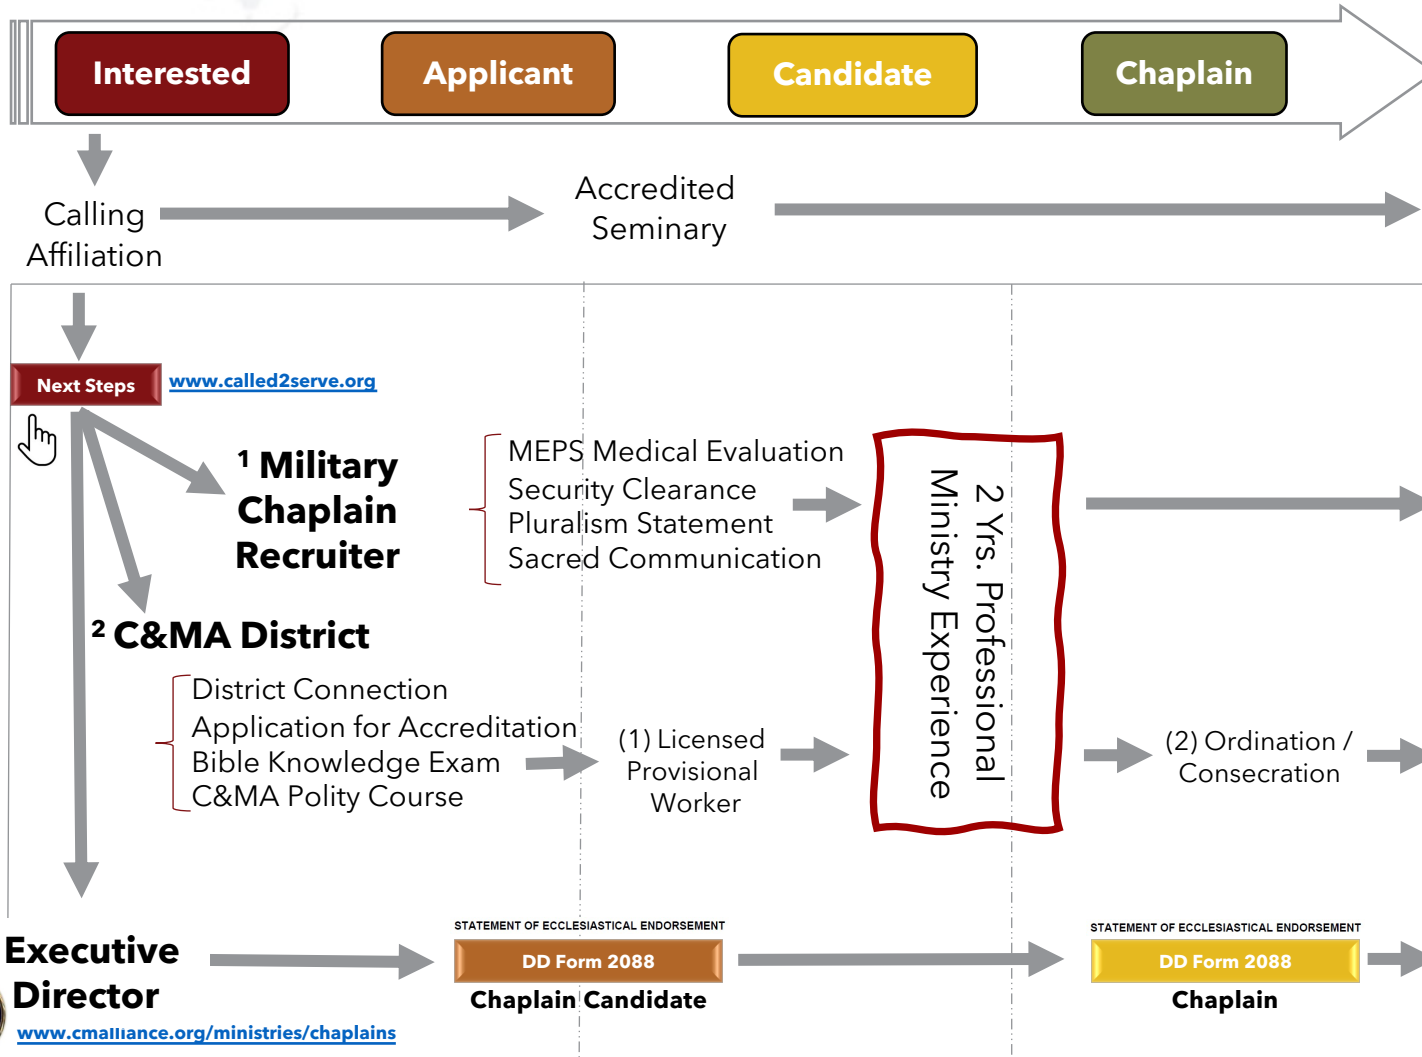 Interested
Applicant
Candidate
Chaplain
Calling
Affiliation
Accredited
Seminary
Next Steps
www.called2serve.org
¹ Military
Chaplain
Recruiter
MEPS Medical Evaluation
Security Clearance
Pluralism Statement
Sacred Communication
2 Yrs. Professional
Ministry Experience
² C&MA District
District Connection
Application for Accreditation
Bible Knowledge Exam
C&MA Polity Course
(1) Licensed
Provisional
Worker
(2) Ordination /
Consecration
Executive
Director
www.cmalliance.org/ministries/chaplains
STATEMENT OF ECCLESIASTICAL ENDORSEMENT
DD Form 2088
Chaplain Candidate
STATEMENT OF ECCLESIASTICAL ENDORSEMENT
DD Form 2088
Chaplain